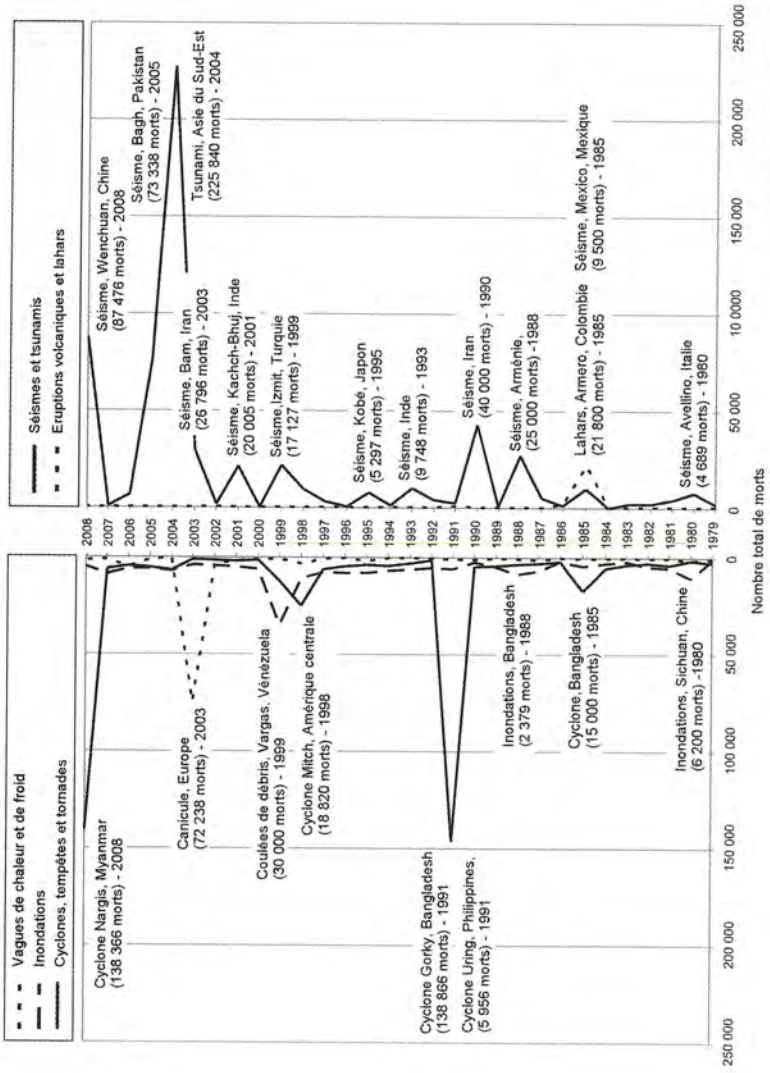 Vagues de chaleur et de froid
Inondations
Cyclones, tempêtes et tornades
Séismes et tsunamis
Eruptions volcaniques et lahars
Cyclone Nargis, Myanmar
(138 366 morts) - 2008
Canicule, Europe
(72 238 morts) - 2003
Coulées de débris, Vargas, Vénézuela
(30 000 morts) - 1999
Cyclone Mitch, Amérique centrale
(18 820 morts) - 1998
Cyclone Gorky, Bangladesh
(138 866 morts) - 1991
Cyclone Uring, Philippines,
(5 956 morts) - 1991
Inondations, Bangladesh
(2 379 morts) - 1988
Cyclone, Bangladesh
(15 000 morts) - 1985
Inondations, Sichuan, Chine
(6 200 morts) -1980
250 000
200 000
150 000
100 000
50 000
0
2008
2007
2006
2005
2004
2003
2002
2001
2000
1999
1998
1997
1996
1995
1994
1993
1992
1991
1990
1989
1988
1987
1986
1985
1984
1983
1982
1981
1980
1979
Séisme, Wenchuan, Chine
(87 476 morts) - 2008
Séisme, Bagh, Pakistan
(73 338 morts) - 2005
Tsunami, Asie du Sud-Est
(225 840 morts) - 2004
Séisme, Bam, Iran
(26 796 morts) - 2003
Séisme, Kachch-Bhuj, Inde
(20 005 morts) - 2001
Séisme,Izmit, Turquie
(17 127 morts) - 1999
Séisme, Kobé, Japon
(5 297 morts) - 1995
Séisme, Inde
(9 748 morts) - 1993
Séisme, Iran
(40 000 morts) - 1990
Séisme, Arménie,
(25 000 morts) -1988
Lahars, Armero, Colombie
(21 800 morts) - 1985
Séisme, Mexico, Mexique
(9 500 morts) - 1985
Séisme, Avellino, Italie
(4 689 morts) - 1980
0
50 000
10 0000
150 000
200 000
250 000
Nombre total de morts